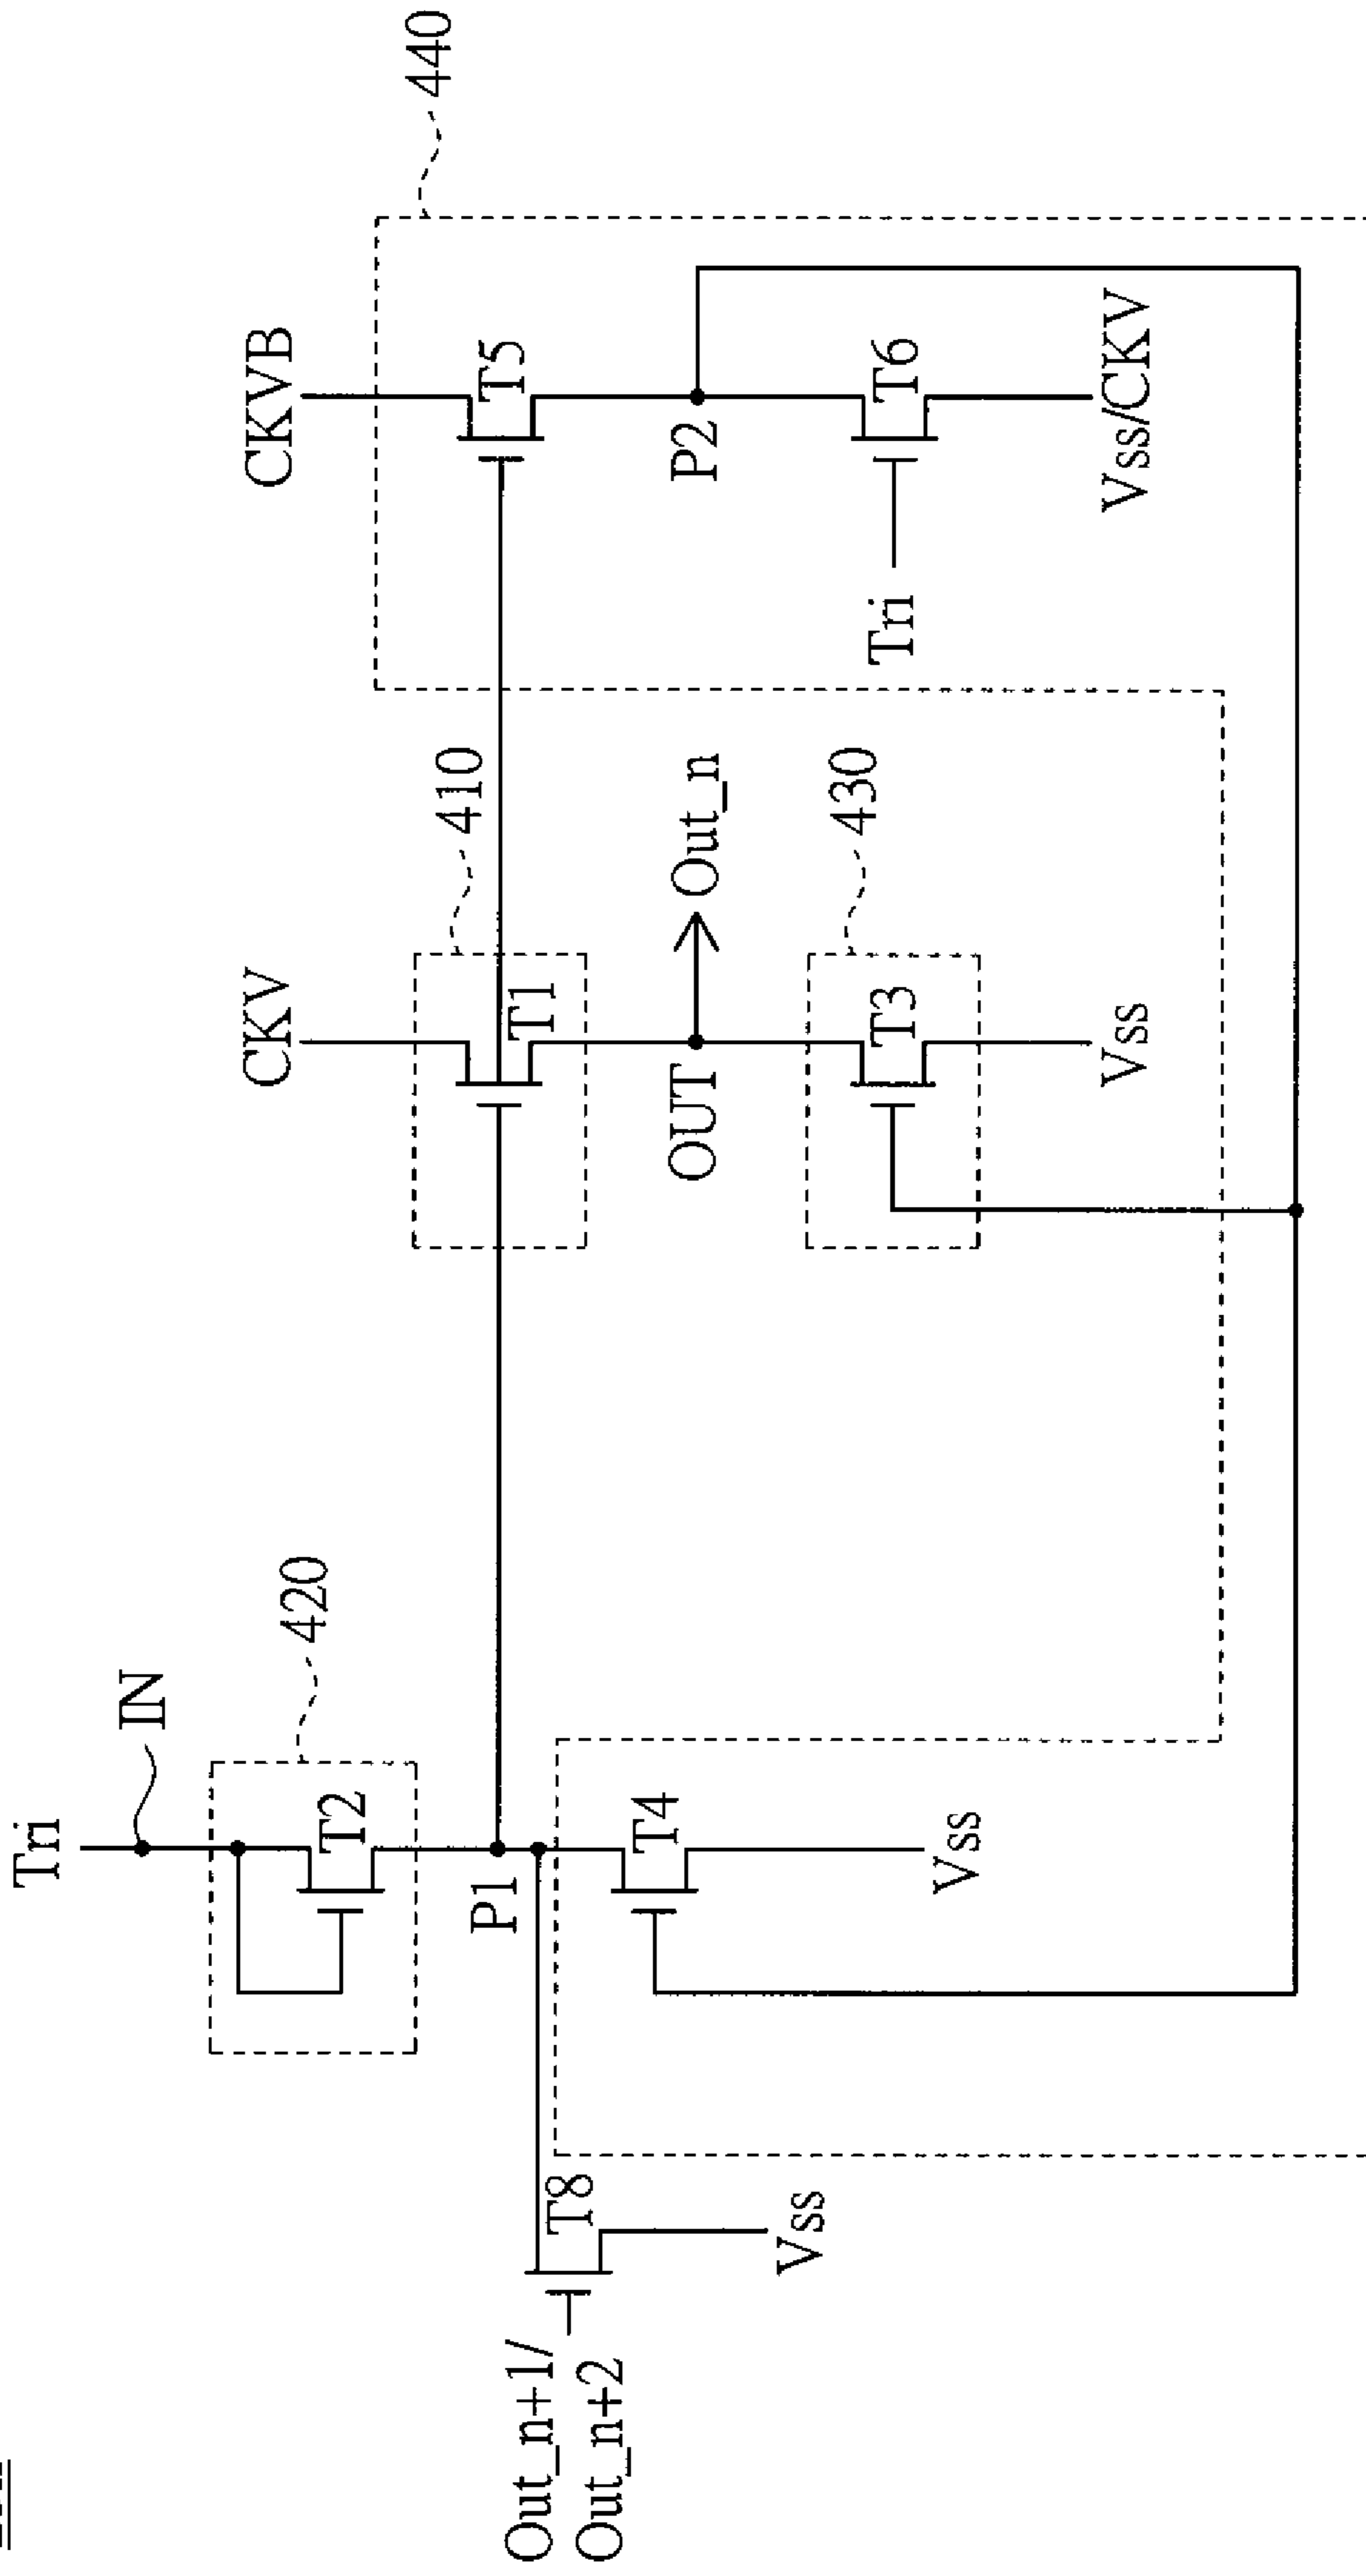 Tri
IN
420
T2
P1
T4
Vss
T8
Vss
Out_n+1/
Out_n+2
CKV
410
T1
OUT
Out_n
430
T3
Vss
CKVB
440
T5
P2
T6
Tri
Vss/CKV